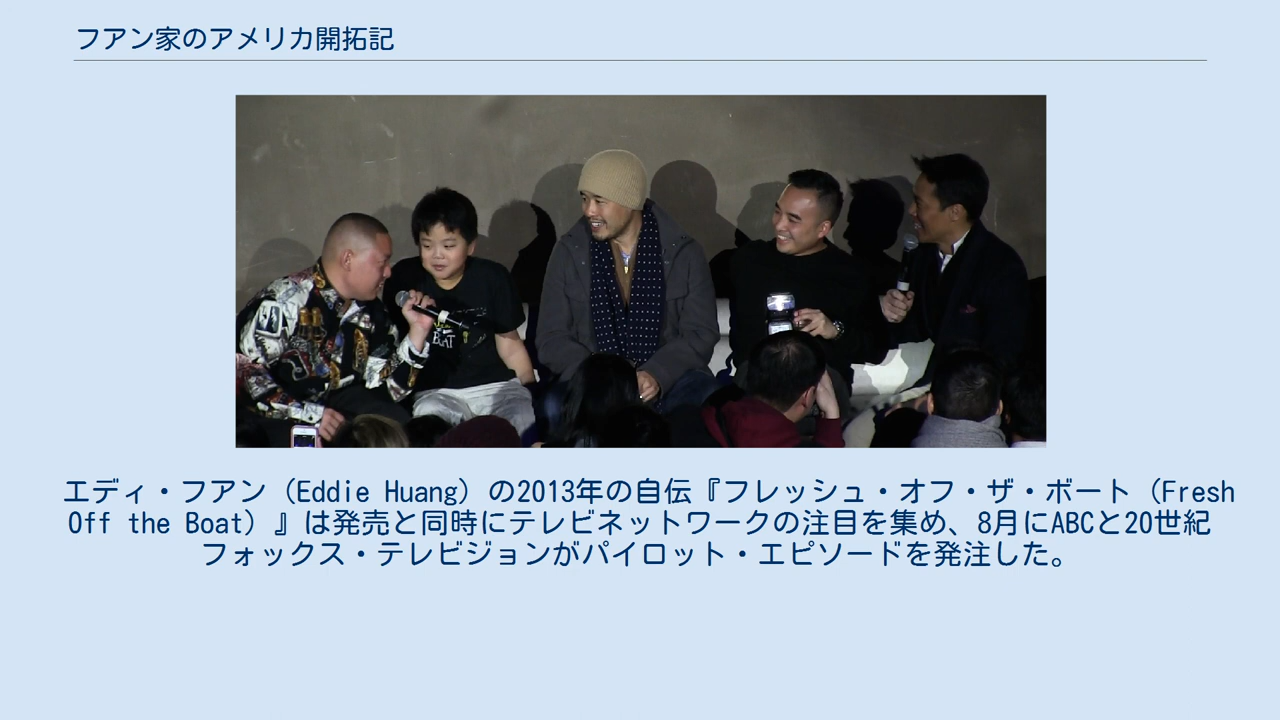 フアン家のアメリカ開拓記
BOAT
エディ・フアン（Eddie Huang）の2013年の自伝『フレッシュ・オフ・ザ・ボート（Fresh
Off the Boat）』は発売と同時にテレビネットワークの注目を集め、8月にABCと20世紀
フォックス・テレビジョンがパイロット・エピソードを発注した。